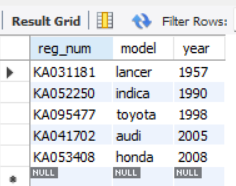 Result Grid Filter Rows:
reg_num model year
KA031181 lancer 1957
KA052250 indica 1990
KA095477 toyota 1998
KA041702 audi 2005
KA053408 honda 2008
NULL NULL NULL